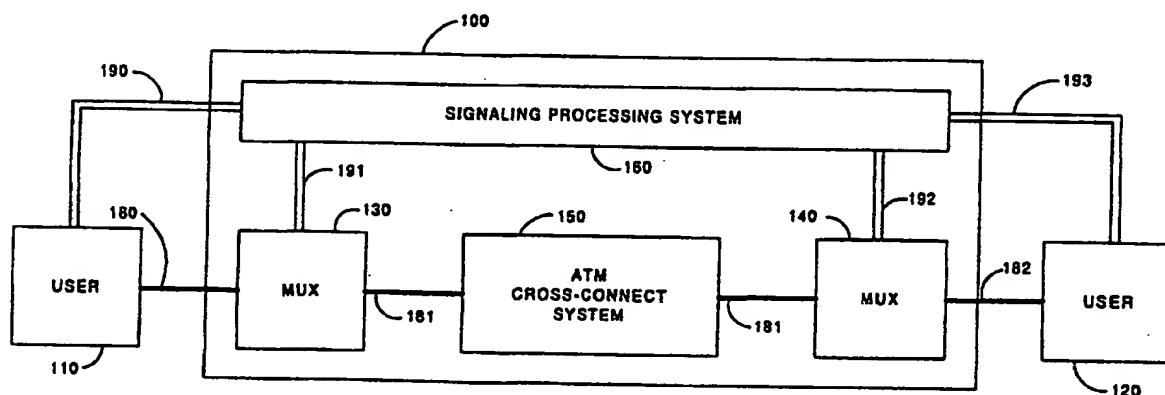 100
190
193
SIGNALING PROCESSING SYSTEM
160
191
192
180
130
150
140
182
USER
MUX
ATM
CROSS-CONNECT
SYSTEM
MUX
USER
181
181
110
120